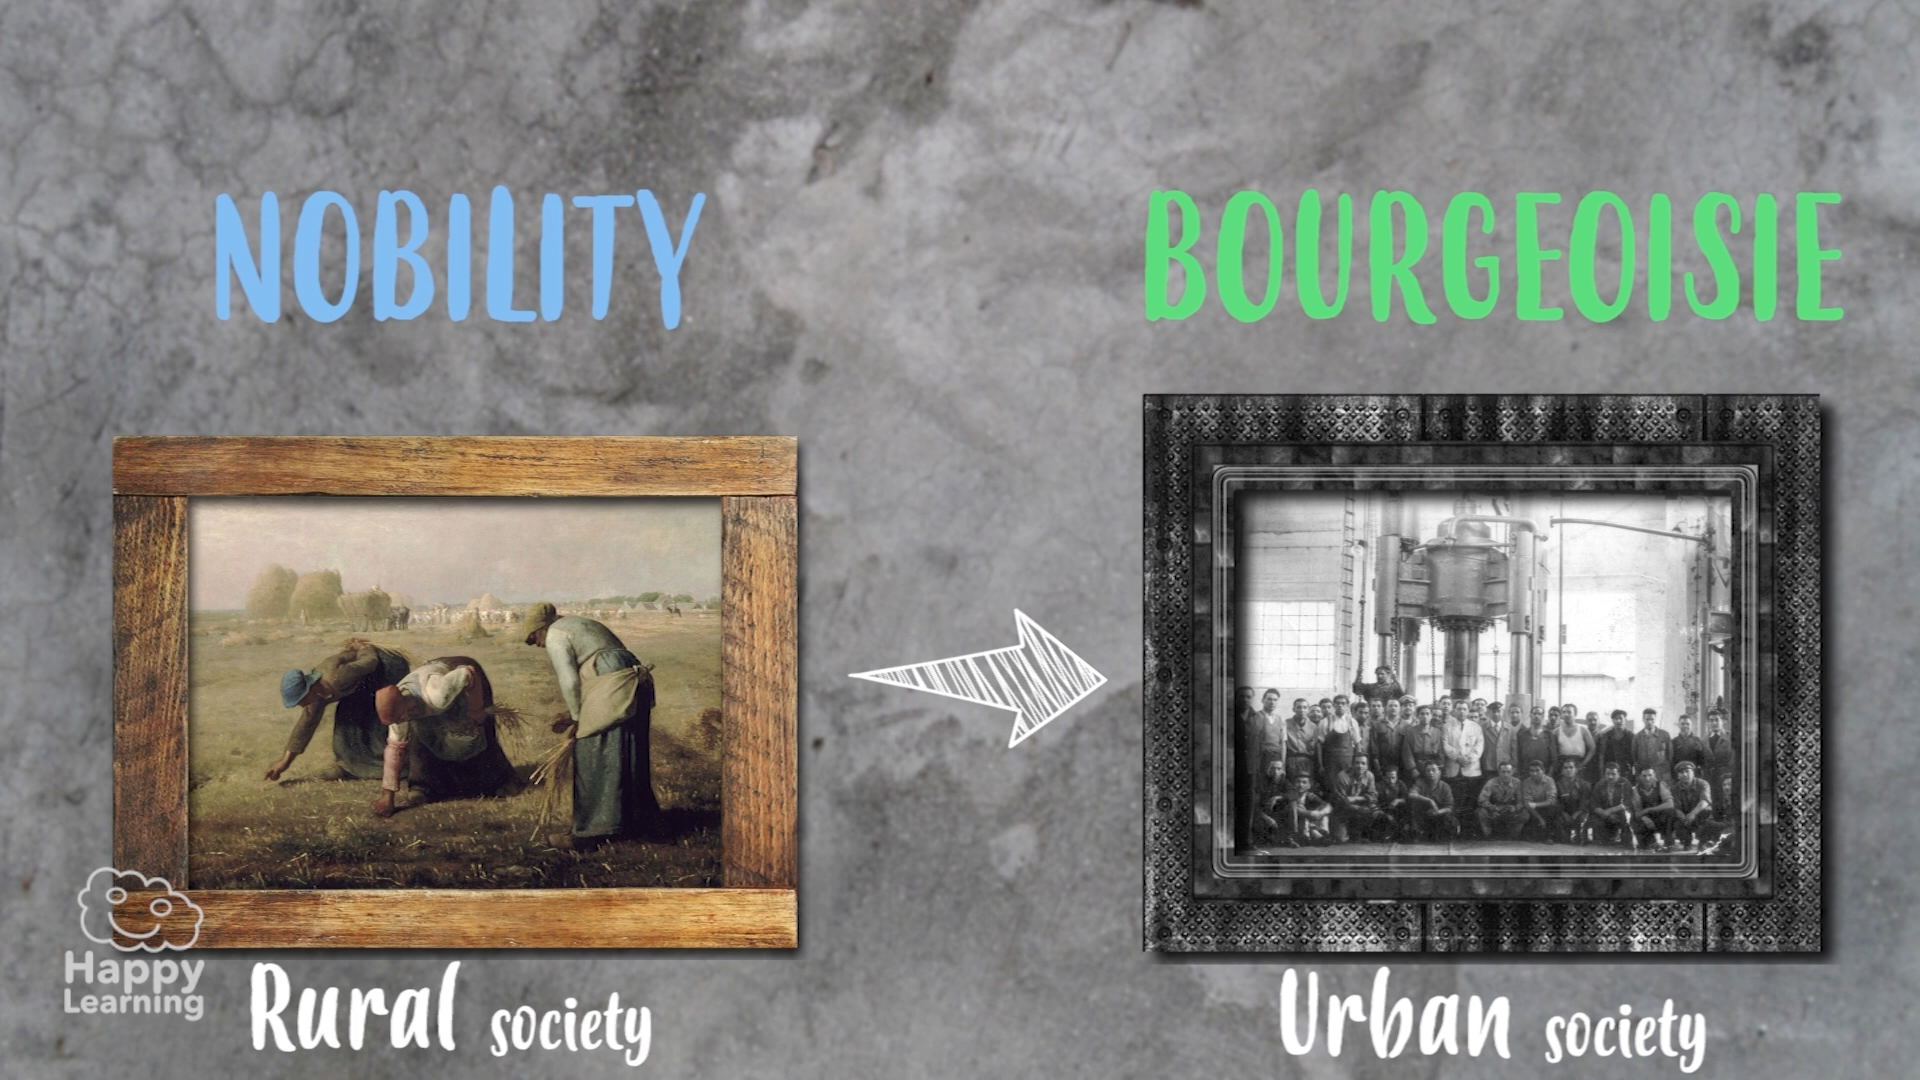 NOBILITY
BOURGEOISIE
Rural society
Urban society
Happy
Learning